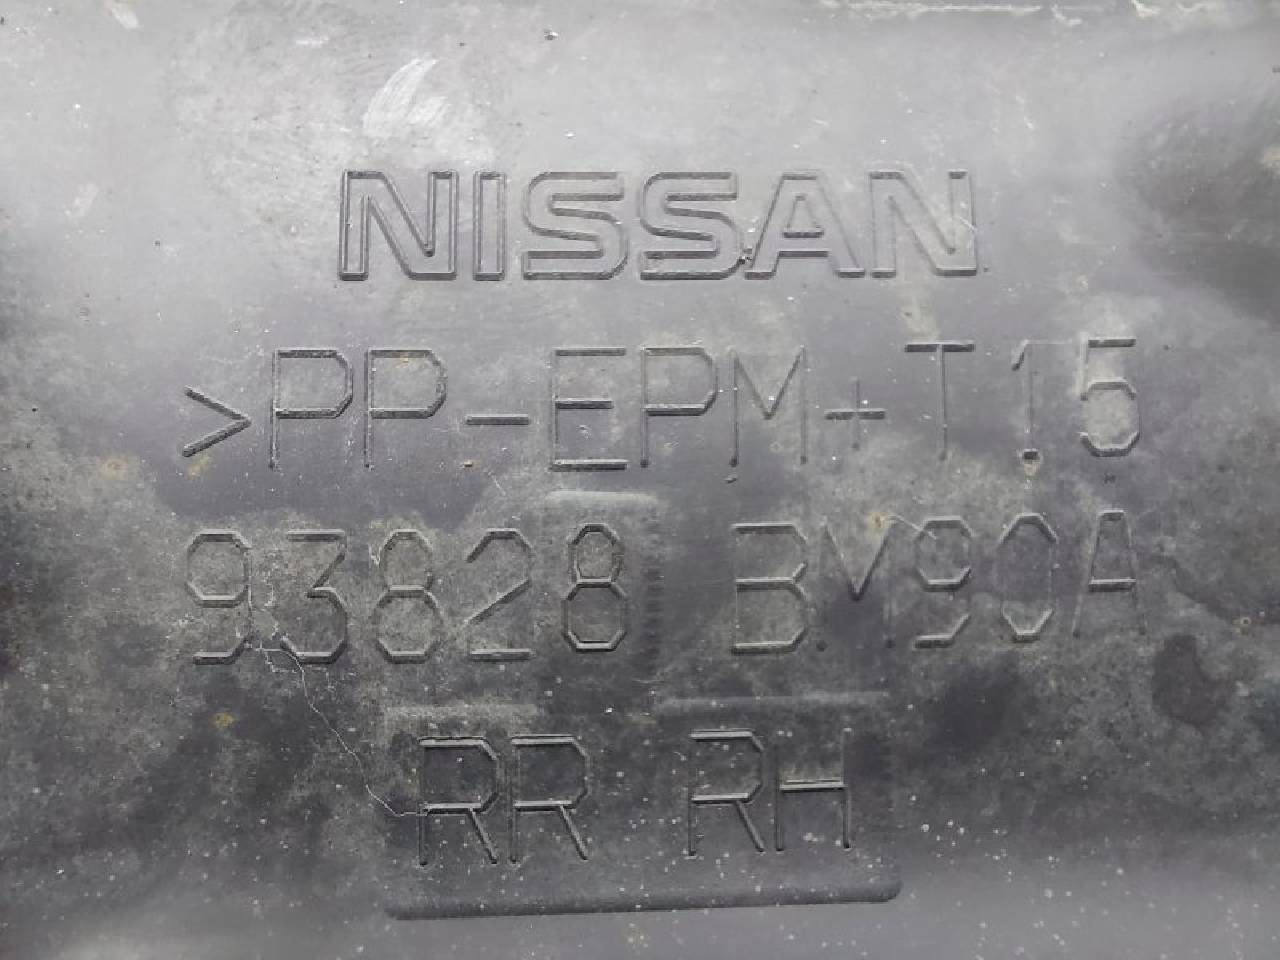 NISSAN
>PP-EPM+T15
93828 BM90A
RR RH